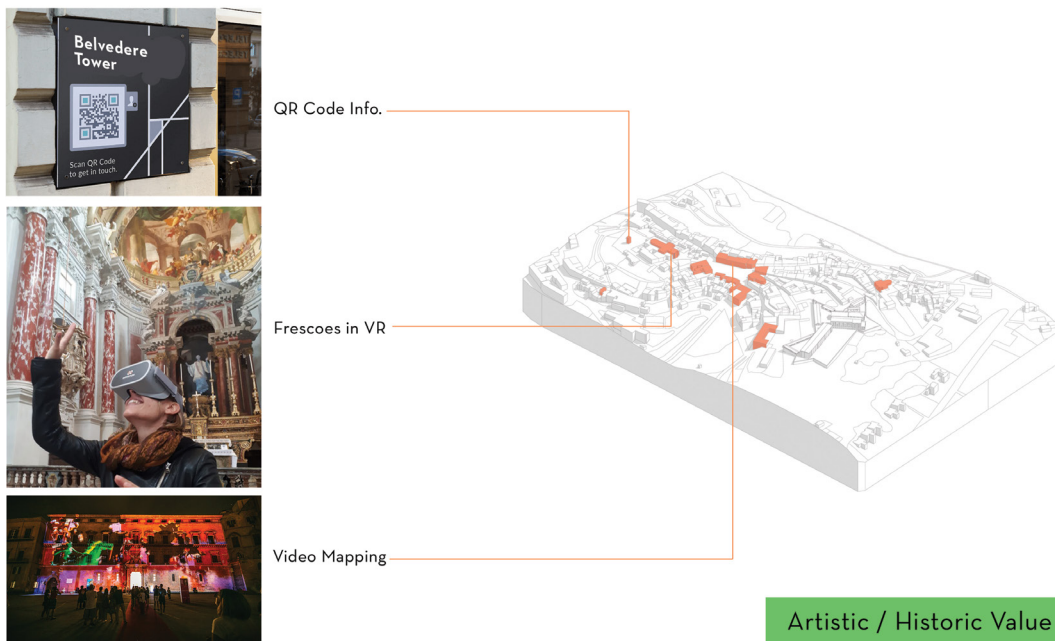 Belvedere
Tower
Scan QR Code
to get in touch.
QR Code Info.
Frescoes in VR
Video Mapping
Artistic / Historic Value